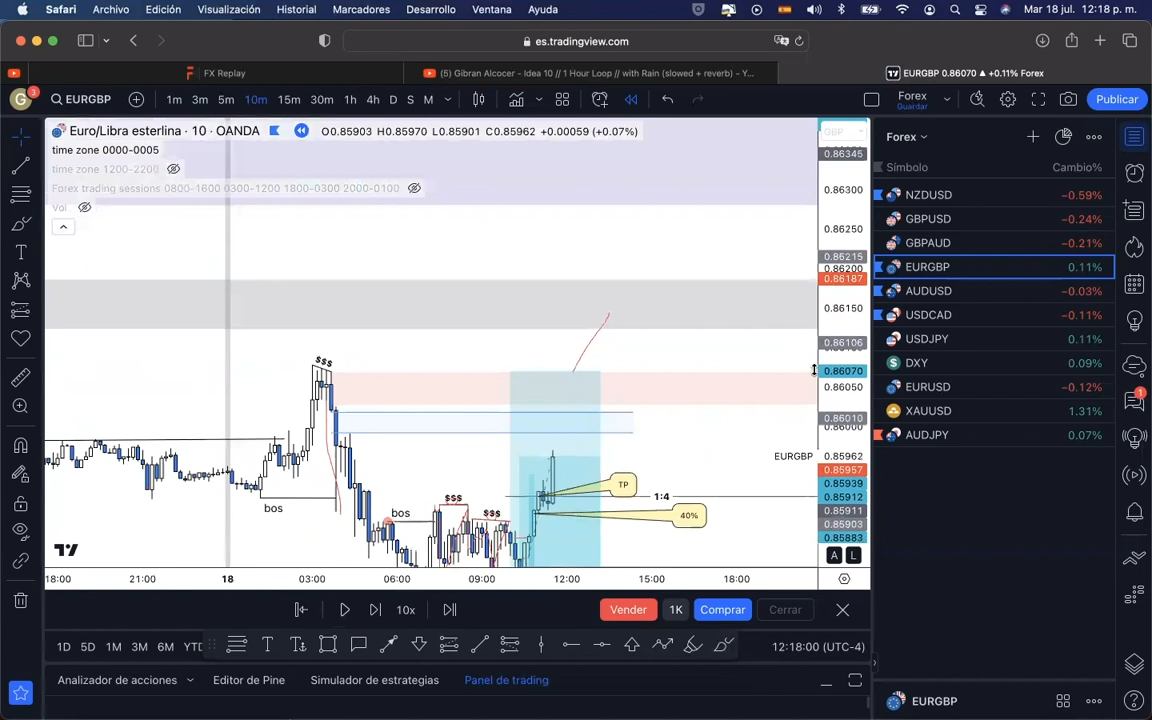 Safari Archivo Edición Visualización Historial Marcadores Desarrollo Ventana Ayuda Mar 18 jul. 12:18 p. m.
es.tradingview.com
FX Replay
(5) Gibran Alcocer - Idea 10 // 1 Hour Loop // with Rain (slowed + reverb) - Y...
EURGBP 0.86070 ▲ +0.11% Forex
G 3 EURGBP 1m 3m 5m 10m 15m 30m 1h 4h D S M Forex Guardar Publicar
Euro/Libra esterlina · 10 · OANDA O0.85903 H0.85970 L0.85901 C0.85962 +0.00059 (+0.07%)
time zone 0000-0005
time zone 1200-2200
Forex trading sessions 0800-1600 0300-1200 1800-0300 2000-0100
Vol
GBP
0.86345
0.86300
0.86250
0.86215
0.86200
0.86187
0.86150
0.86106
0.86070
0.86050
0.86010
0.86000
EURGBP 0.85962
0.85957
0.85939
0.85912
0.85911
0.85903
0.85883
A L
$$$
bos
bos
$$$
$$$
TP
1:4
40%
18:00 21:00 18 03:00 06:00 09:00 12:00 15:00 18:00
10x Vender 1K Comprar Cerrar
1D 5D 1M 3M 6M YTD T 12:18:00 (UTC-4)
Analizador de acciones Editor de Pine Simulador de estrategias Panel de trading
Forex
Símbolo Cambio%
NZDUSD −0.59%
GBPUSD −0.24%
GBPAUD −0.21%
EURGBP 0.11%
AUDUSD −0.03%
USDCAD −0.11%
USDJPY 0.11%
DXY 0.09%
EURUSD −0.12%
XAUUSD 1.31%
AUDJPY 0.07%
1
EURGBP